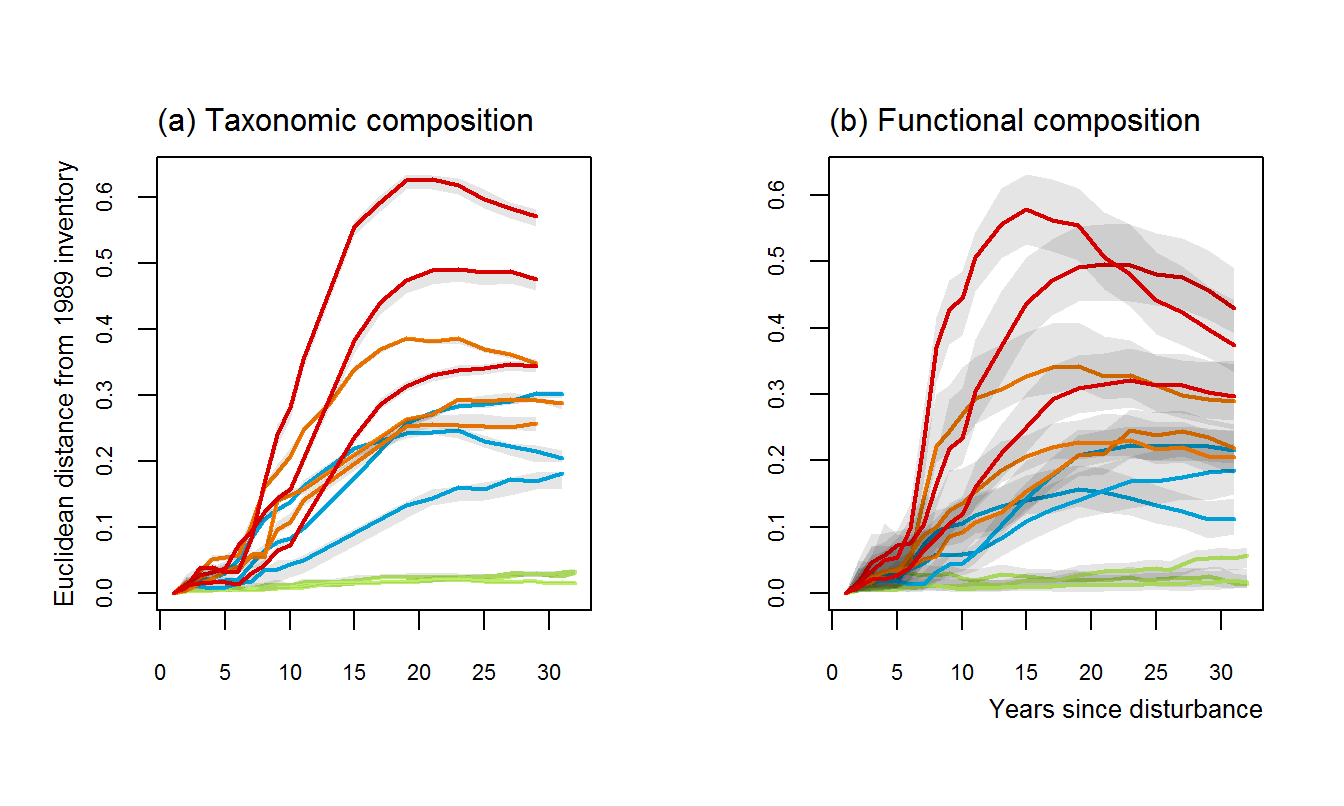 (a) Taxonomic composition
(b) Functional composition
Euclidean distance from 1989 inventory
0.6
0.5
0.4
0.3
0.2
0.1
0.0
0 5 10 15 20 25 30
0.6
0.5
0.4
0.3
0.2
0.1
0.0
0 5 10 15 20 25 30
Years since disturbance